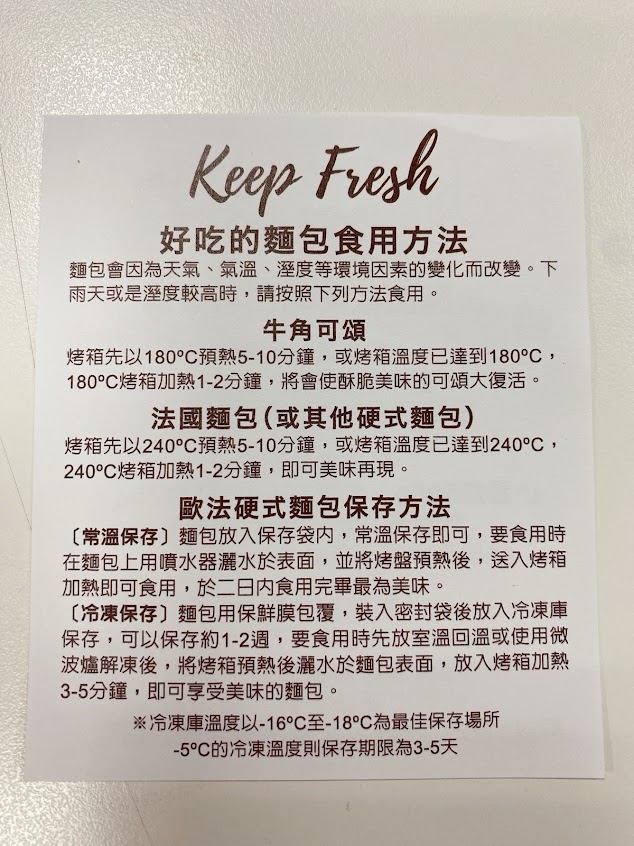 Keep Fresh
好吃的麵包食用方法
麵包會因為天氣、氣溫、溼度等環境因素的變化而改變。下
雨天或是溼度較高時，請按照下列方法食用。
牛角可頌
烤箱先以180ºC預熱5-10分鐘，或烤箱溫度已達到180ºC，
180ºC烤箱加熱1-2分鐘，將會使酥脆美味的可頌大復活。
法國麵包(或其他硬式麵包)
烤箱先以240ºC預熱5-10分鐘，或烤箱溫度已達到240ºC，
240ºC烤箱加熱1-2分鐘，即可美味再現。
歐法硬式麵包保存方法
〔常溫保存〕麵包放入保存袋內，常溫保存即可，要食用時
在麵包上用噴水器灑水於表面，並將烤盤預熱後，送入烤箱
加熱即可食用，於二日內食用完畢最為美味。
〔冷凍保存〕麵包用保鮮膜包覆，裝入密封袋後放入冷凍庫
保存，可以保存約1-2週，要食用時先放室溫回溫或使用微
波爐解凍後，將烤箱預熱後灑水於麵包表面，放入烤箱加熱
3-5分鐘，即可享受美味的麵包。
※冷凍庫溫度以-16ºC至-18ºC為最佳保存場所
-5ºC的冷凍溫度則保存期限為3-5天